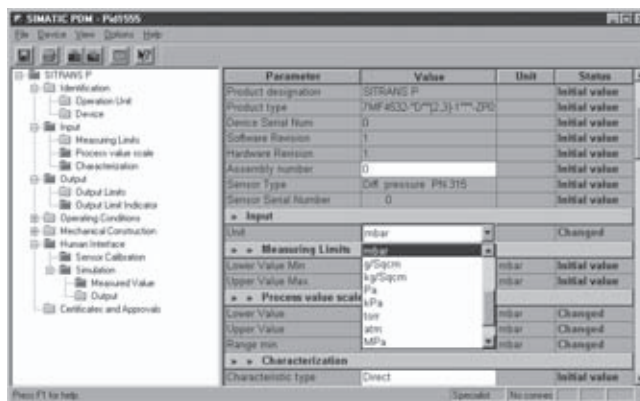 SIMATIC PDM - Pid1555
File Device View Options Help
SITRANS P
Identification
Operation Unit
Device
Input
Measuring Limits
Process value scale
Characterization
Output
Output Limits
Output Limit Indicator
Operating Conditions
Mechanical Construction
Human Interface
Sensor Calibration
Simulation
Measured Value
Output
Certificates and Approvals
Parameter Value Unit Status
Product designation SITRANS P Initial value
Product type Initial value
Device Serial Num 0 Initial value
Software Revision 1 Initial value
Hardware Revision 1 Initial value
Assembly number 0 Initial value
Sensor Type Diff. pressure PN 315 Initial value
Sensor Serial Number 0 Initial value
» Input
Unit mbar Changed
» » Measuring Limits mbar
Lower Value Min g/Sqcm mbar Initial value
Upper Value Max kg/Sqcm mbar Initial value
» » Process value scale Pa
kPa
Lower Value torr mbar Changed
Upper Value atm mbar Changed
Range min MPa mbar Initial value
» » Characterization
Characteristic type Direct Initial value
Press F1 for help. Specialist No connec